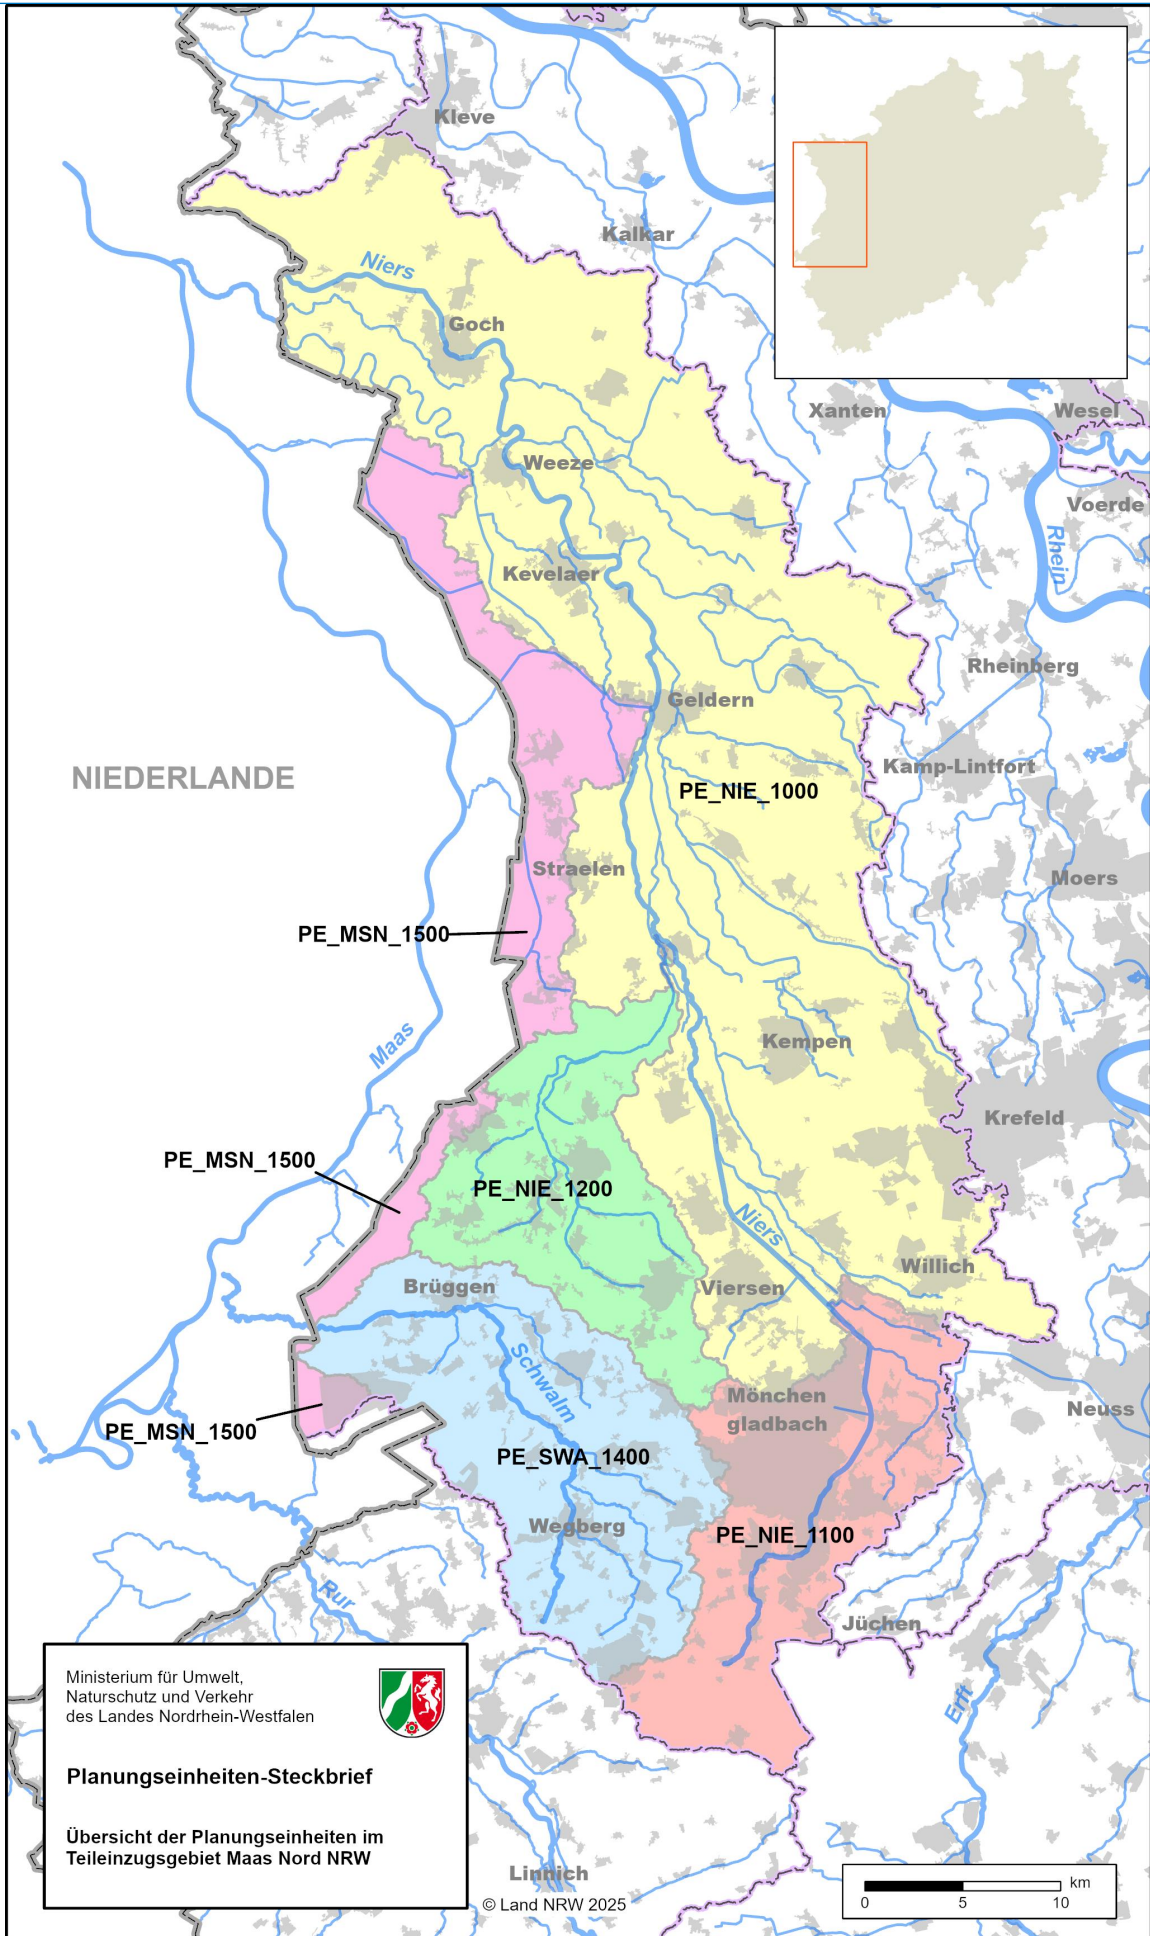 Kleve
Kalkar
Niers
Goch
Xanten
Wesel
Weeze
Voerde
Rhein
Kevelaer
Rheinberg
Geldern
NIEDERLANDE
Kamp-Lintfort
PE_NIE_1000
Straelen
Moers
PE_MSN_1500
Maas
Kempen
Krefeld
PE_MSN_1500
PE_NIE_1200
Niers
Willich
Brüggen
Viersen
Schwalm
Mönchen
gladbach
Neuss
PE_MSN_1500
PE_SWA_1400
Wegberg
PE_NIE_1100
Rur
Jüchen
Erft
Ministerium für Umwelt,
Naturschutz und Verkehr
des Landes Nordrhein-Westfalen
Planungseinheiten-Steckbrief
Übersicht der Planungseinheiten im
Teileinzugsgebiet Maas Nord NRW
Linnich
© Land NRW 2025
km
0 5 10